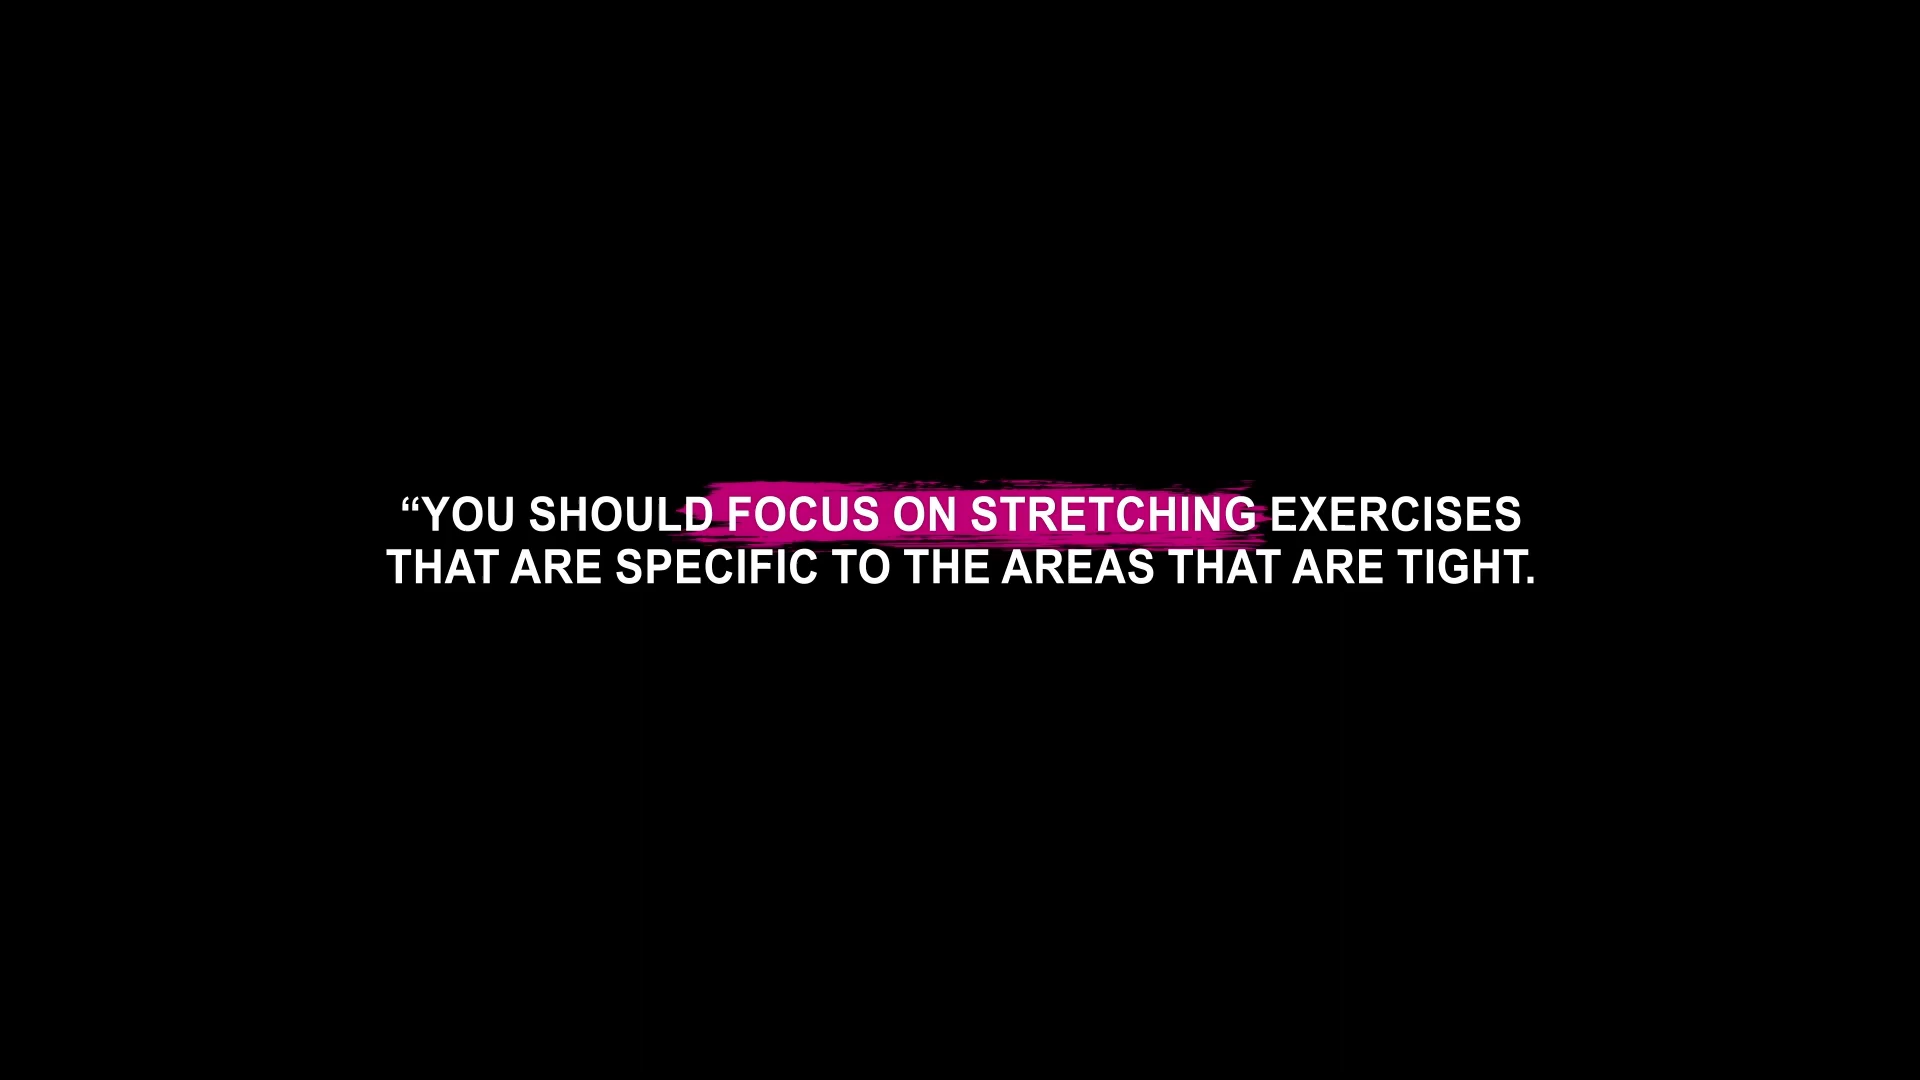 “YOU SHOULD FOCUS ON STRETCHING EXERCISES
THAT ARE SPECIFIC TO THE AREAS THAT ARE TIGHT.